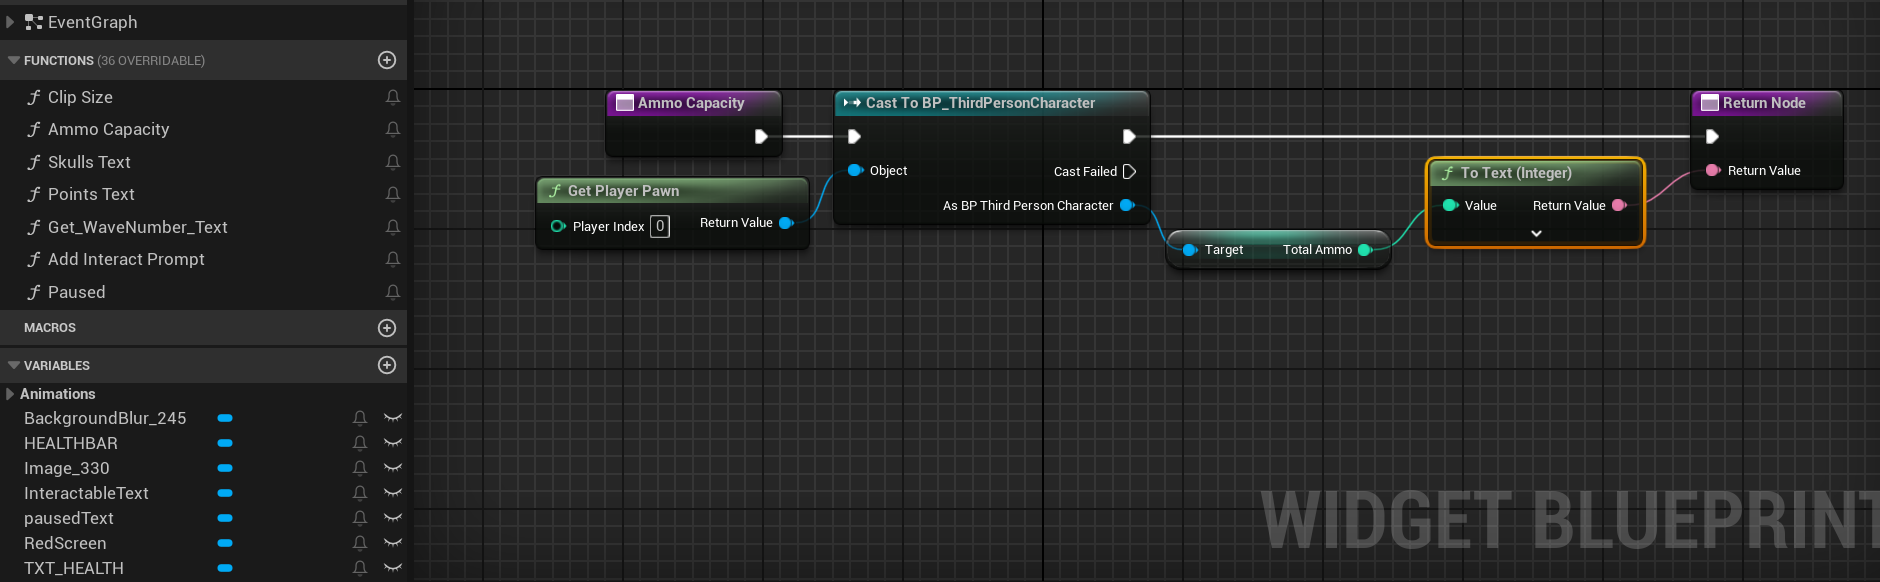 EventGraph
FUNCTIONS (36 OVERRIDABLE)
Clip Size
Ammo Capacity
Skulls Text
Points Text
Get_WaveNumber_Text
Add Interact Prompt
Paused
MACROS
VARIABLES
Animations
BackgroundBlur_245
HEALTHBAR
Image_330
InteractableText
pausedText
RedScreen
TXT_HEALTH
Ammo Capacity
Get Player Pawn
Player Index 0
Return Value
Cast To BP_ThirdPersonCharacter
Object
Cast Failed
As BP Third Person Character
Target Total Ammo
To Text (Integer)
Value Return Value
Return Node
Return Value
WIDGET BLUEPRINT